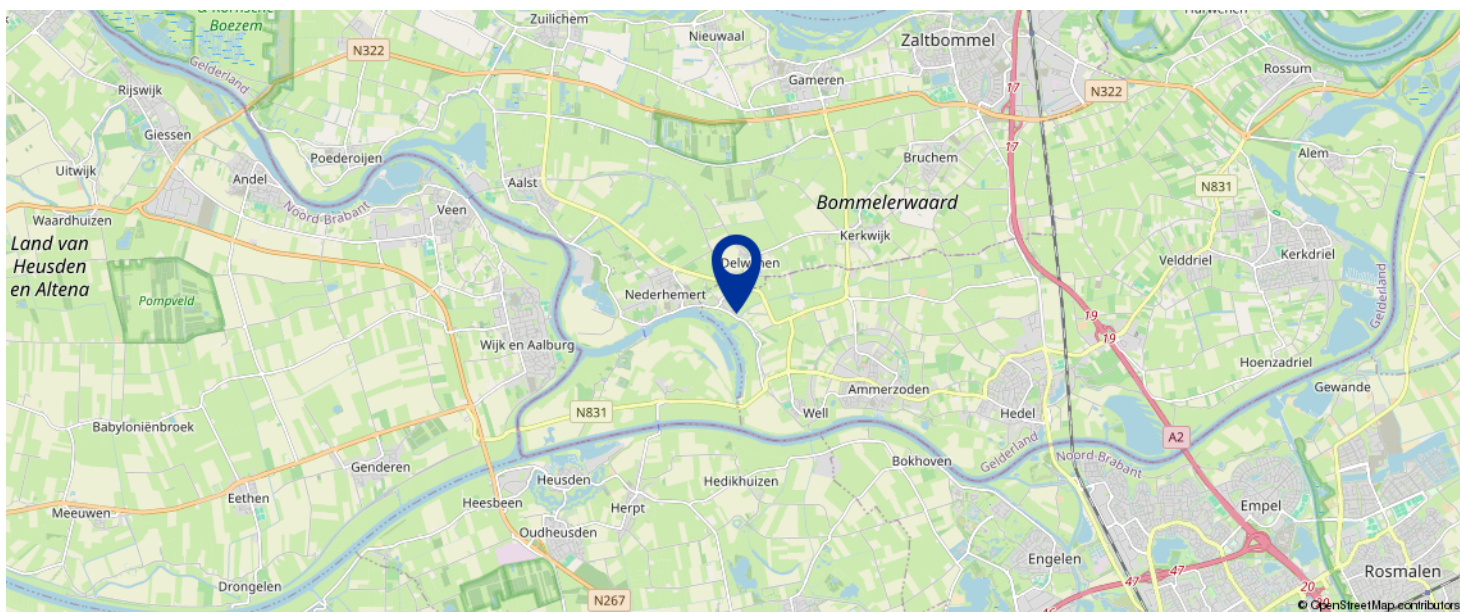 & Kornsche
Boezem
Zuilichem
Nieuwaal
Zaltbommel
N322
Gelderland
Gameren
Rossum
Rijswijk
17
N322
Giessen
Poederoijen
17
Bruchem
Alem
Uitwijk
Andel
Aalst
N831
Noord-Brabant
Veen
Bommelerwaard
Waardhuizen
Land van
Heusden
en Altena
Kerkwijk
Kerkdriel
Velddriel
Pompveld
Nederhemert
Gelderland
19
19
Wijk en Aalburg
Hoenzadriel
Ammerzoden
Gewande
N831
Well
Hedel
Babyloniënbroek
A2
Gelderland
Noord-Brabant
Genderen
Bokhoven
Heusden
Hedikhuizen
Eethen
Heesbeen
Herpt
Empel
Meeuwen
Oudheusden
Engelen
Drongelen
Rosmalen
47
47
20
N267
© OpenStreetMap contributors